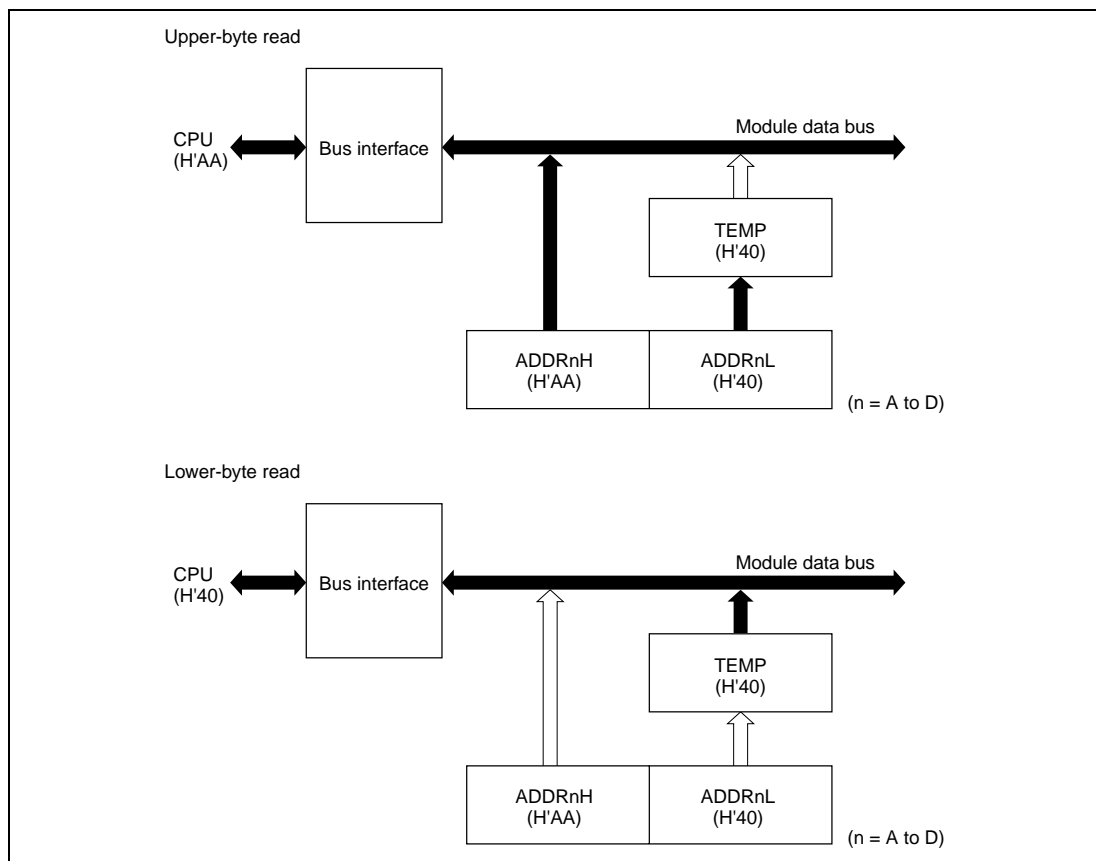 Upper-byte read
Module data bus
CPU
(H'AA)
Bus interface
TEMP
(H'40)
ADDRnH
(H'AA)
ADDRnL
(H'40)
(n = A to D)
Lower-byte read
Module data bus
CPU
(H'40)
Bus interface
TEMP
(H'40)
ADDRnH
(H'AA)
ADDRnL
(H'40)
(n = A to D)